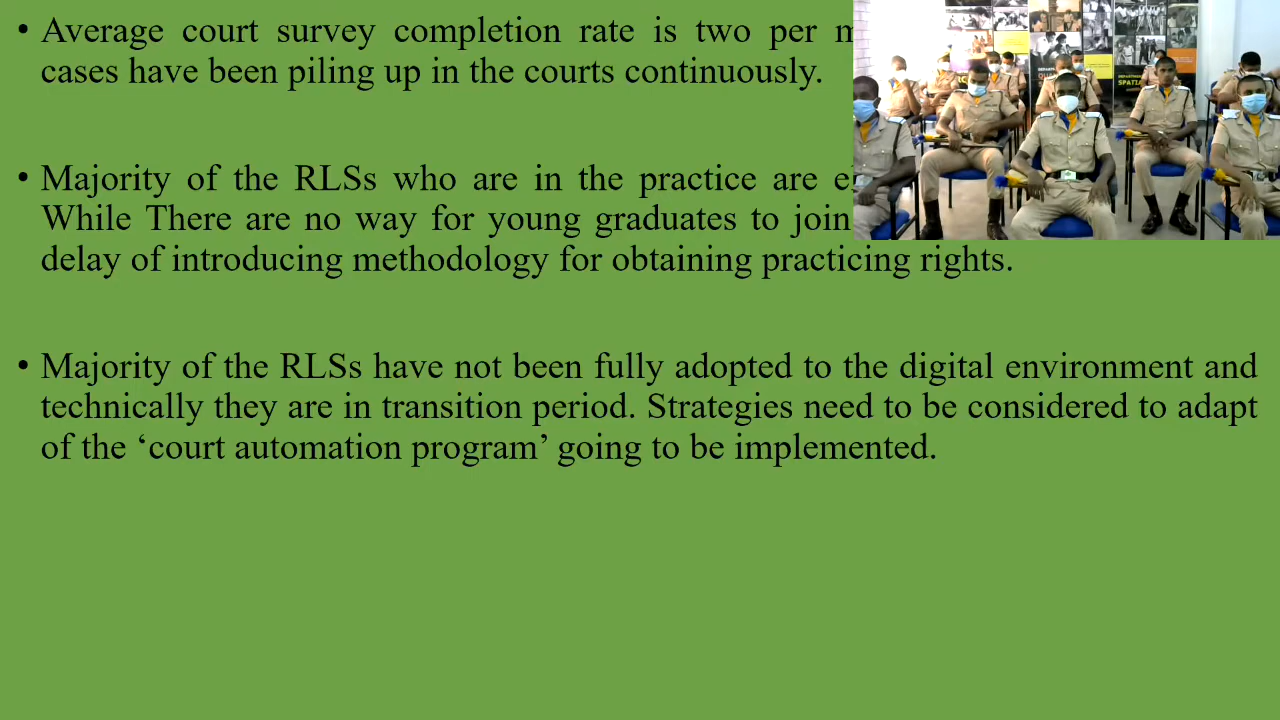 • Average court survey completion rate is two per
cases have been piling up in the courts continuously.
• Majority of the RLSs who are in the practice are
While There are no way for young graduates to join
delay of introducing methodology for obtaining practicing rights.
• Majority of the RLSs have not been fully adopted to the digital environment and
technically they are in transition period. Strategies need to be considered to adapt
of the ‘court automation program’ going to be implemented.